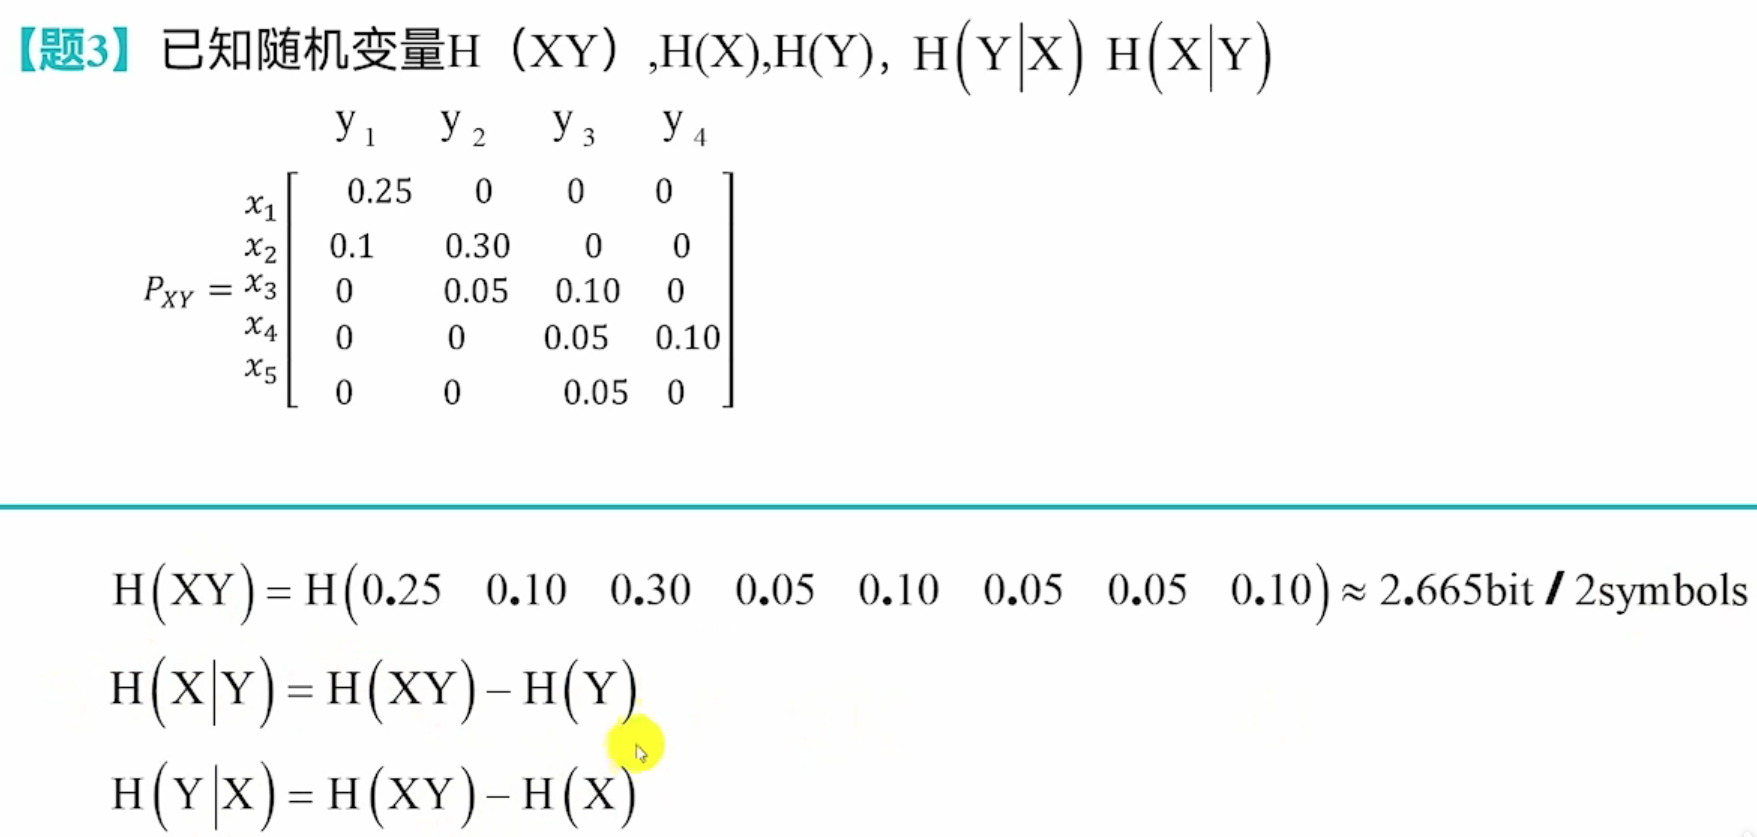 【题3】已知随机变量H（XY）,H(X),H(Y), H(Y|X) H(X|Y)
y₁ y₂ y₃ y₄
x₁ 0.25 0 0 0
x₂ 0.1 0.30 0 0
P_XY = x₃ 0 0.05 0.10 0
x₄ 0 0 0.05 0.10
x₅ 0 0 0.05 0
H(XY) = H(0.25 0.10 0.30 0.05 0.10 0.05 0.05 0.10) ≈ 2.665bit / 2symbols
H(X|Y) = H(XY) − H(Y)
H(Y|X) = H(XY) − H(X)